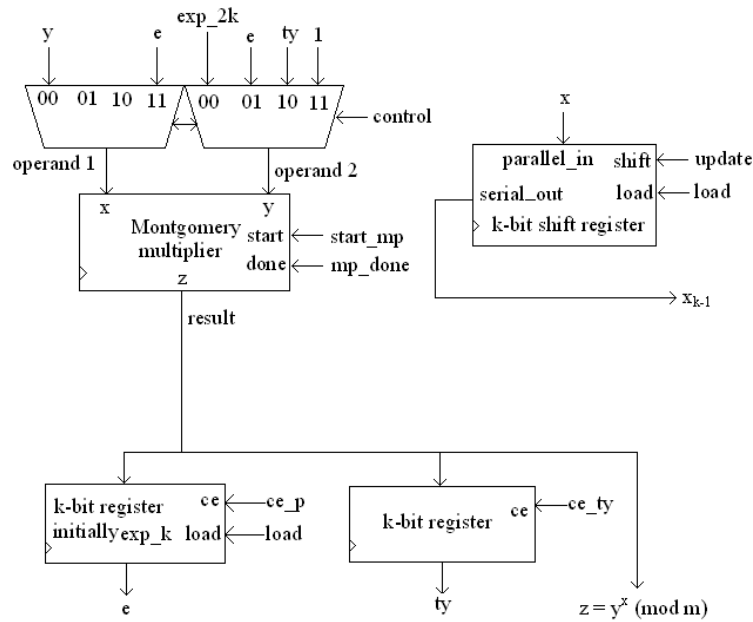 exp_2k
y e e ty 1
00 01 10 11 00 01 10 11
control
operand 1 operand 2
x y
Montgomery
multiplier
start start_mp
done mp_done
z
result
x
parallel_in shift update
serial_out load load
k-bit shift register
x_{k-1}
k-bit register
initially exp_k
ce ce_p
load load
e
k-bit register
ce ce_ty
ty
z = y^x (mod m)